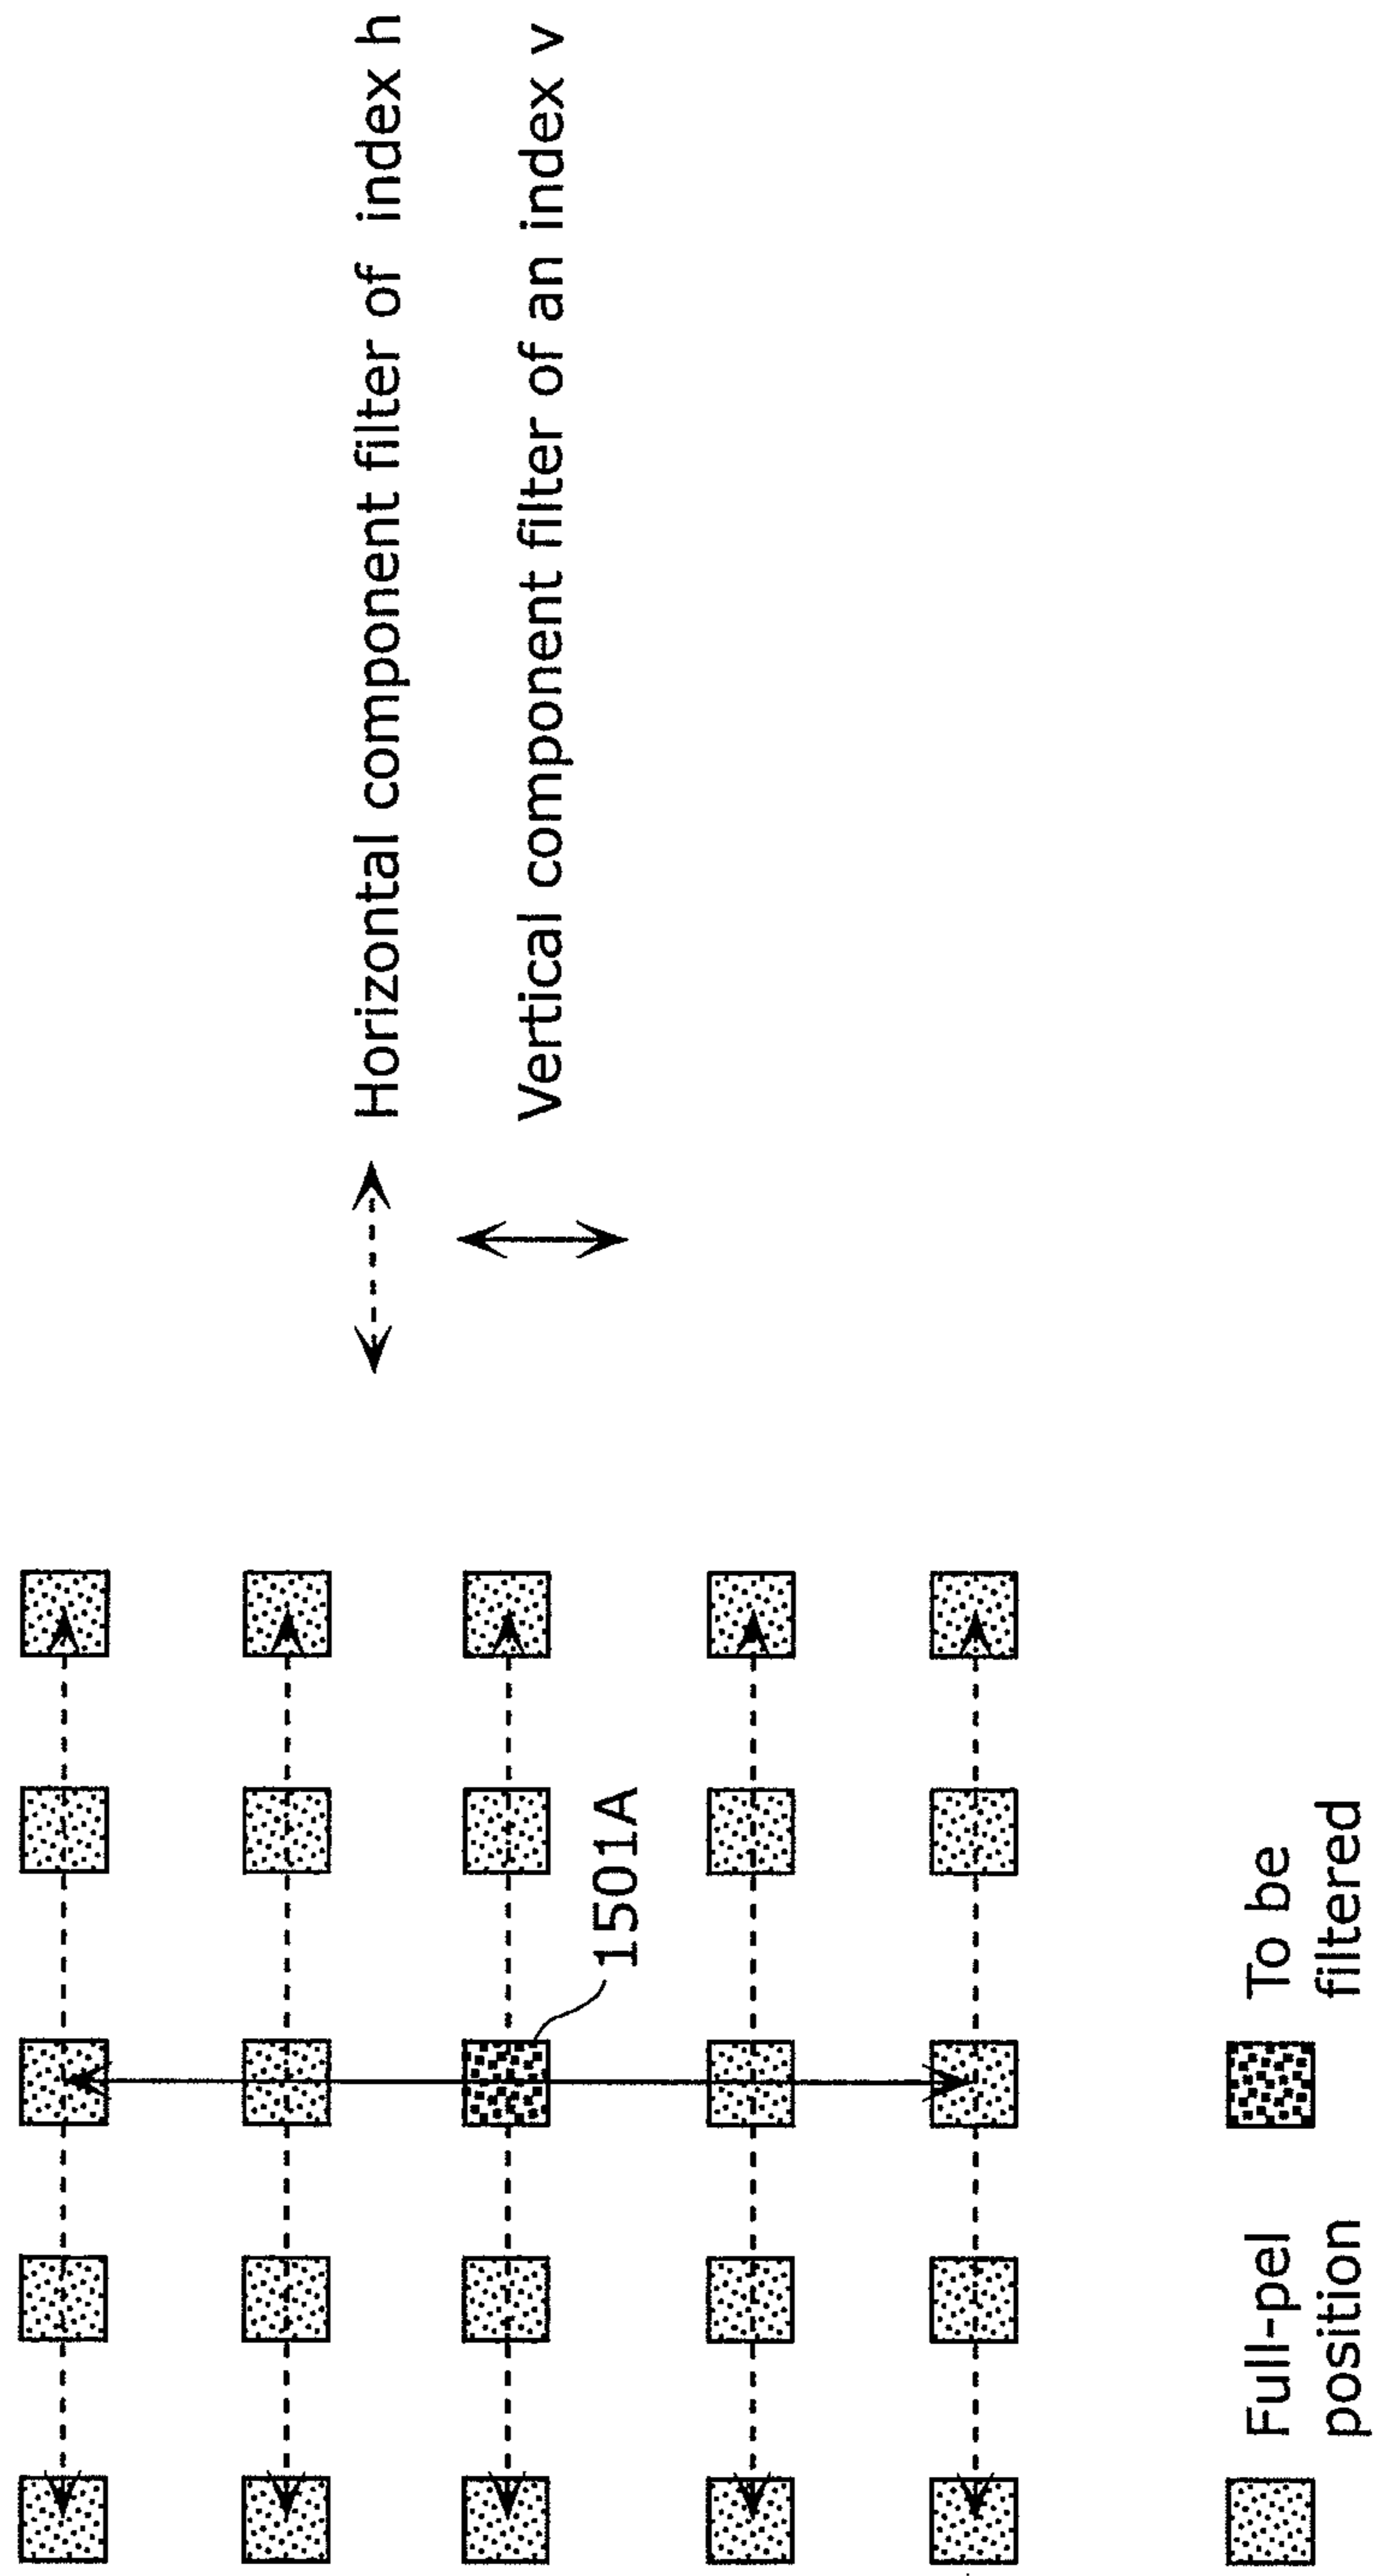 Horizontal component filter of index h
Vertical component filter of an index v
1501A
Full-pel
position
To be
filtered